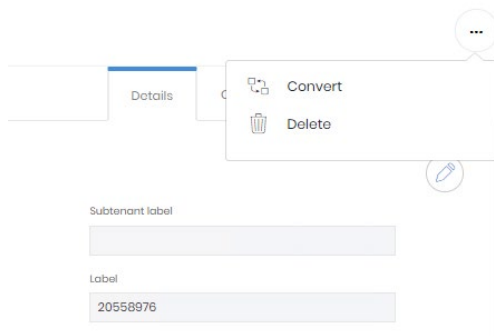 ...
Details
Convert
Delete
Subtenant label
Label
20558976